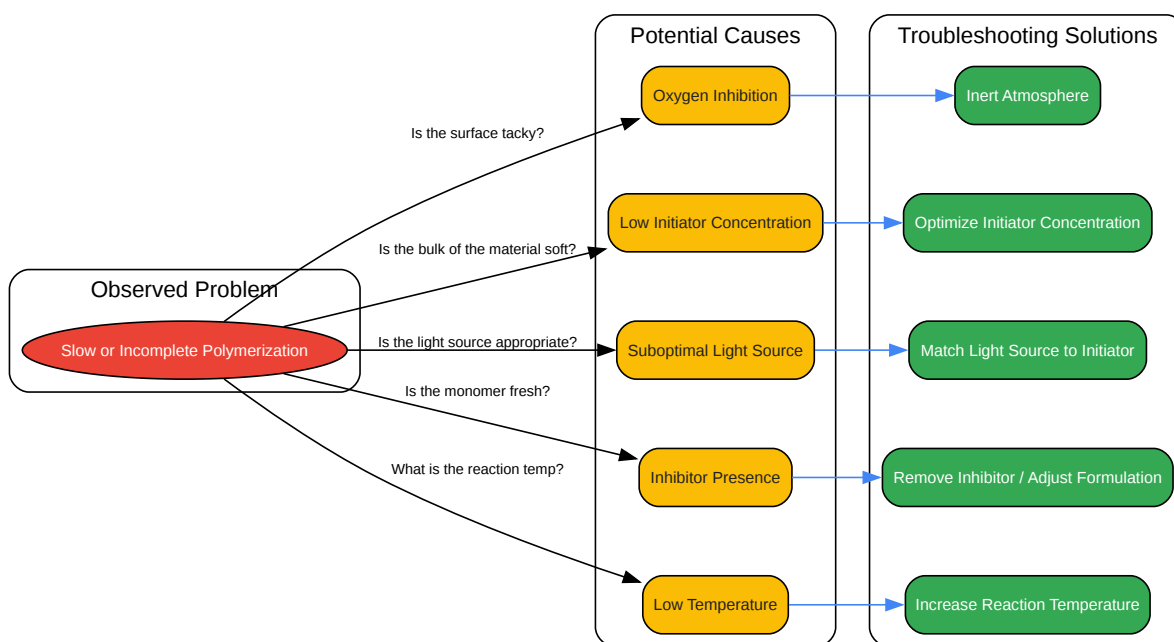 Potential Causes
Troubleshooting Solutions
Oxygen Inhibition
Inert Atmosphere
Is the surface tacky?
Low Initiator Concentration
Optimize Initiator Concentration
Is the bulk of the material soft?
Observed Problem
Slow or Incomplete Polymerization
Is the light source appropriate?
Suboptimal Light Source
Match Light Source to Initiator
Is the monomer fresh?
What is the reaction temp?
Inhibitor Presence
Remove Inhibitor / Adjust Formulation
Low Temperature
Increase Reaction Temperature